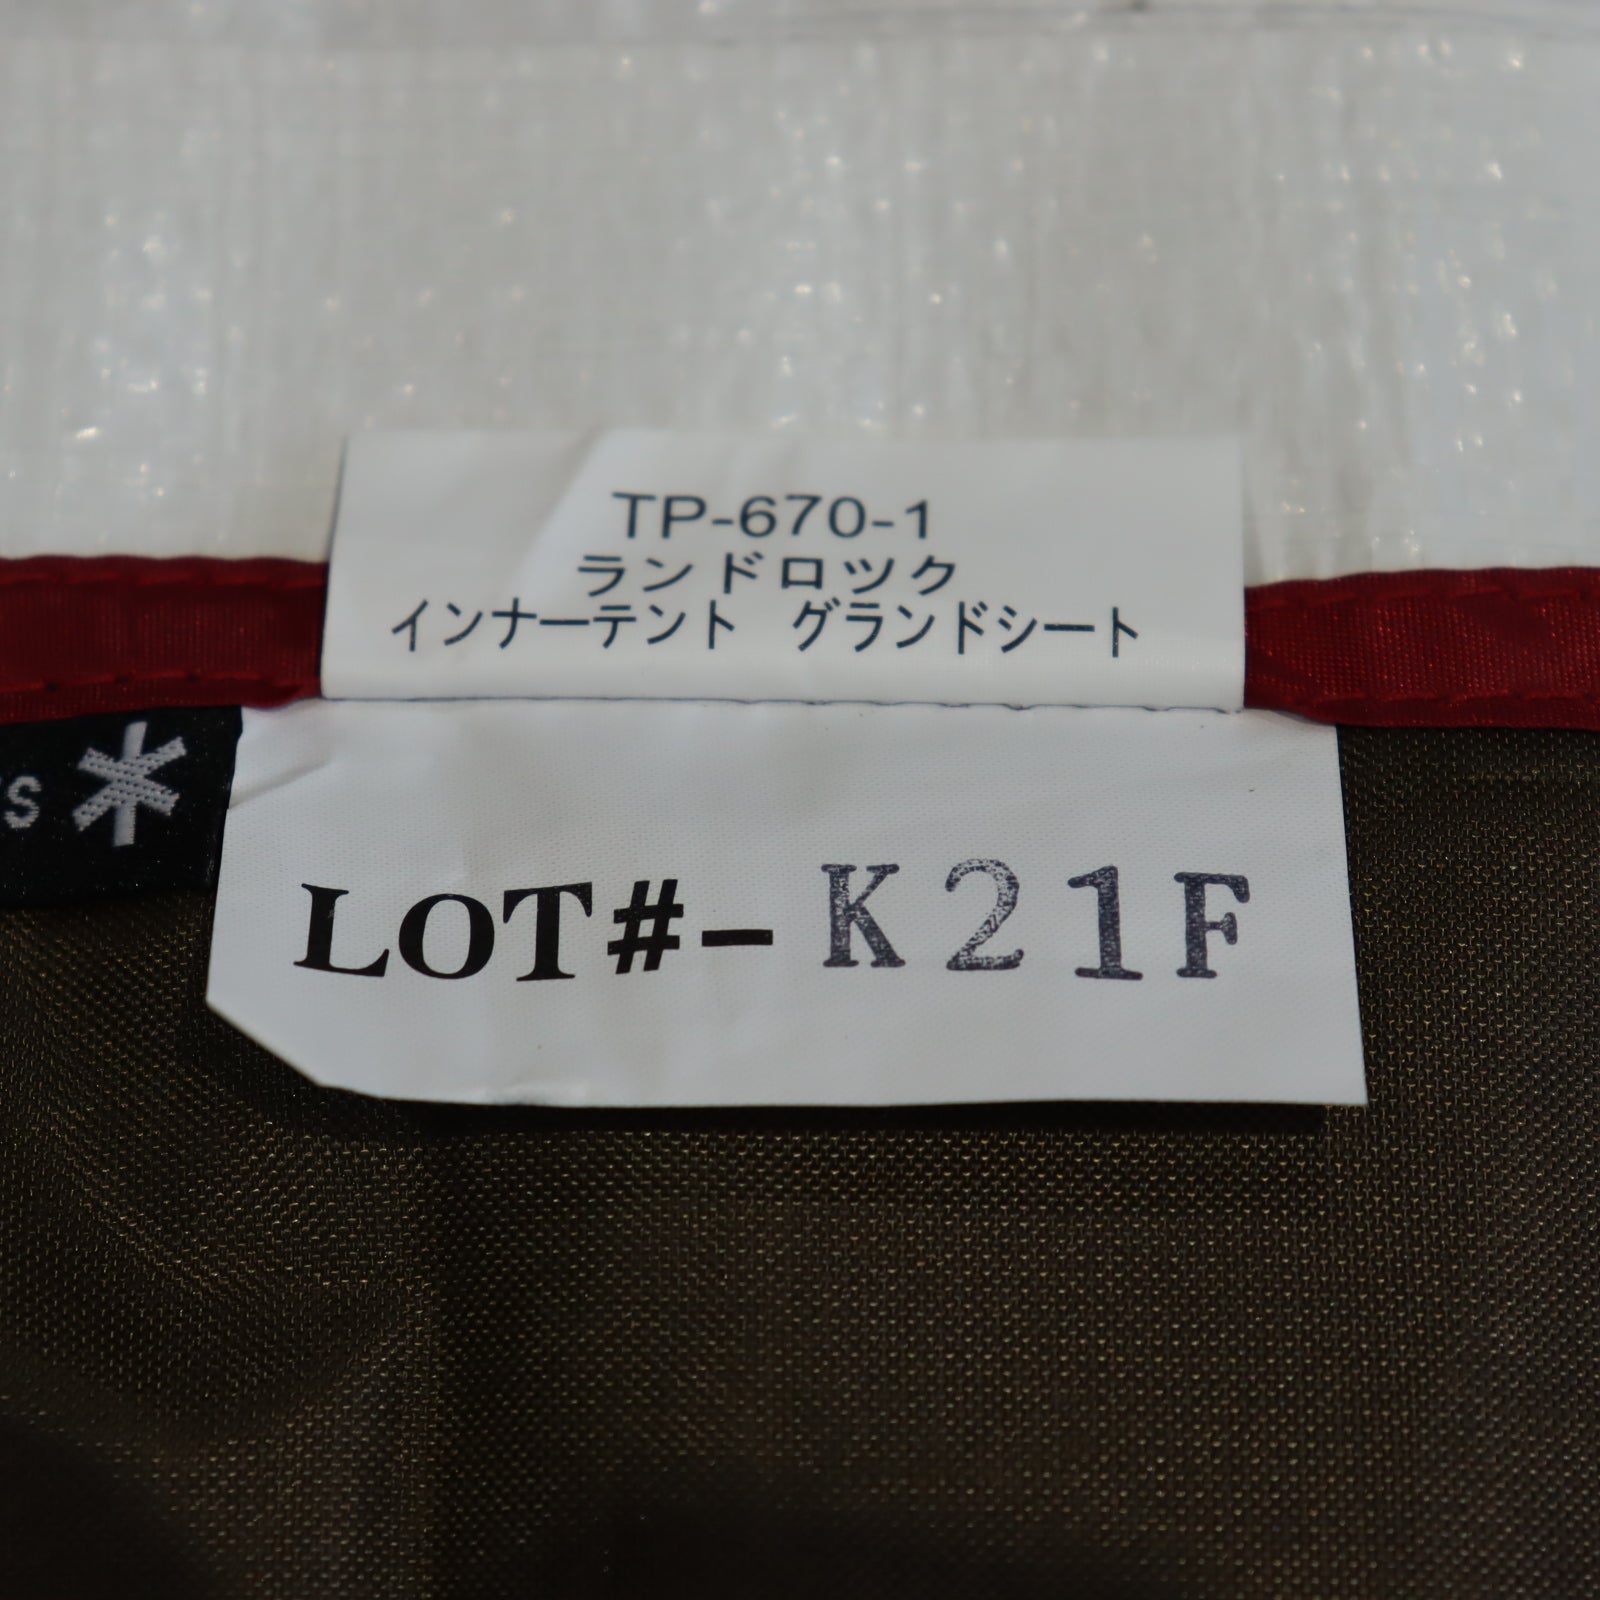 TP-670-1
ランドロック
インナーテント グランドシート
LOT#- K21F